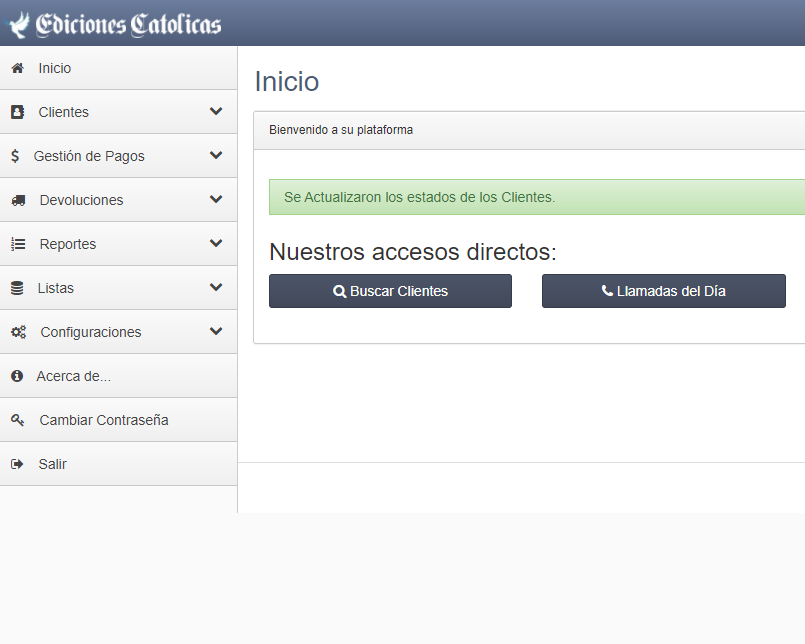 Ediciones Catolicas
Inicio
Clientes
Gestión de Pagos
Devoluciones
Reportes
Listas
Configuraciones
Acerca de...
Cambiar Contraseña
Salir
Inicio
Bienvenido a su plataforma
Se Actualizaron los estados de los Clientes.
Nuestros accesos directos:
Buscar Clientes
Llamadas del Día